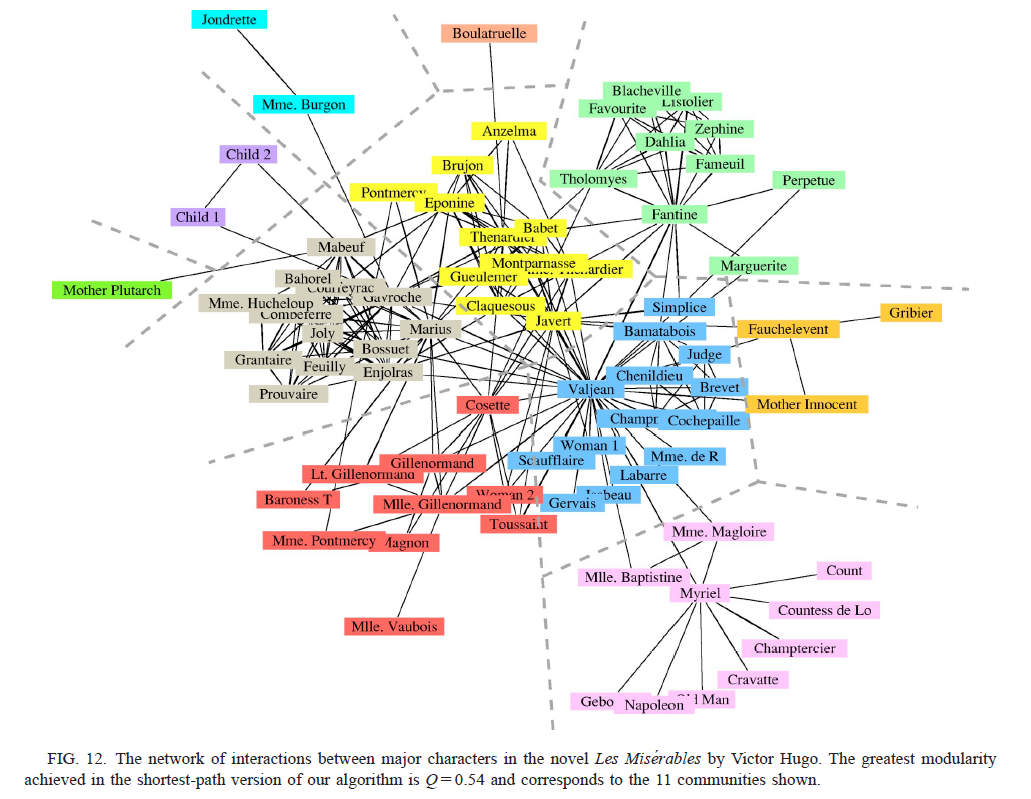 Jondrette
Boulatruelle
Blacheville
Listolier
Favourite
Mme. Burgon
Zephine
Anzelma
Dahlia
Child 2
Brujon
Fameuil
Tholomyes
Perpetue
Pontmercy
Eponine
Child 1
Fantine
Babet
Thenardier
Mabeuf
Montparnasse
Thenardier
Marguerite
Gueulemer
Bahorel
Mother Plutarch
Gavroche
Mme. Hucheloup
Claquesous
Simplice
Combeferre
Gribier
Javert
Joly
Marius
Bamatabois
Fauchelevent
Bossuet
Judge
Grantaire
Feuilly
Enjolras
Chenildieu
Brevet
Valjean
Prouvaire
Cosette
Mother Innocent
Champ
Cochepaille
Woman 1
Mme. de R
Scaufflaire
Gillenormand
Lt. Gillenormand
Labarre
Woman 2
Baroness T
Mlle. Gillenormand
Gervais
Toussaint
Mme. Magloire
Mme. Pontmercy
Magnon
Count
Mlle. Baptistine
Myriel
Countess de Lo
Mlle. Vaubois
Champtercier
Cravatte
Gebo
Napoleon
Old Man
FIG. 12. The network of interactions between major characters in the novel Les Misérables by Victor Hugo. The greatest modularity
achieved in the shortest-path version of our algorithm is Q=0.54 and corresponds to the 11 communities shown.